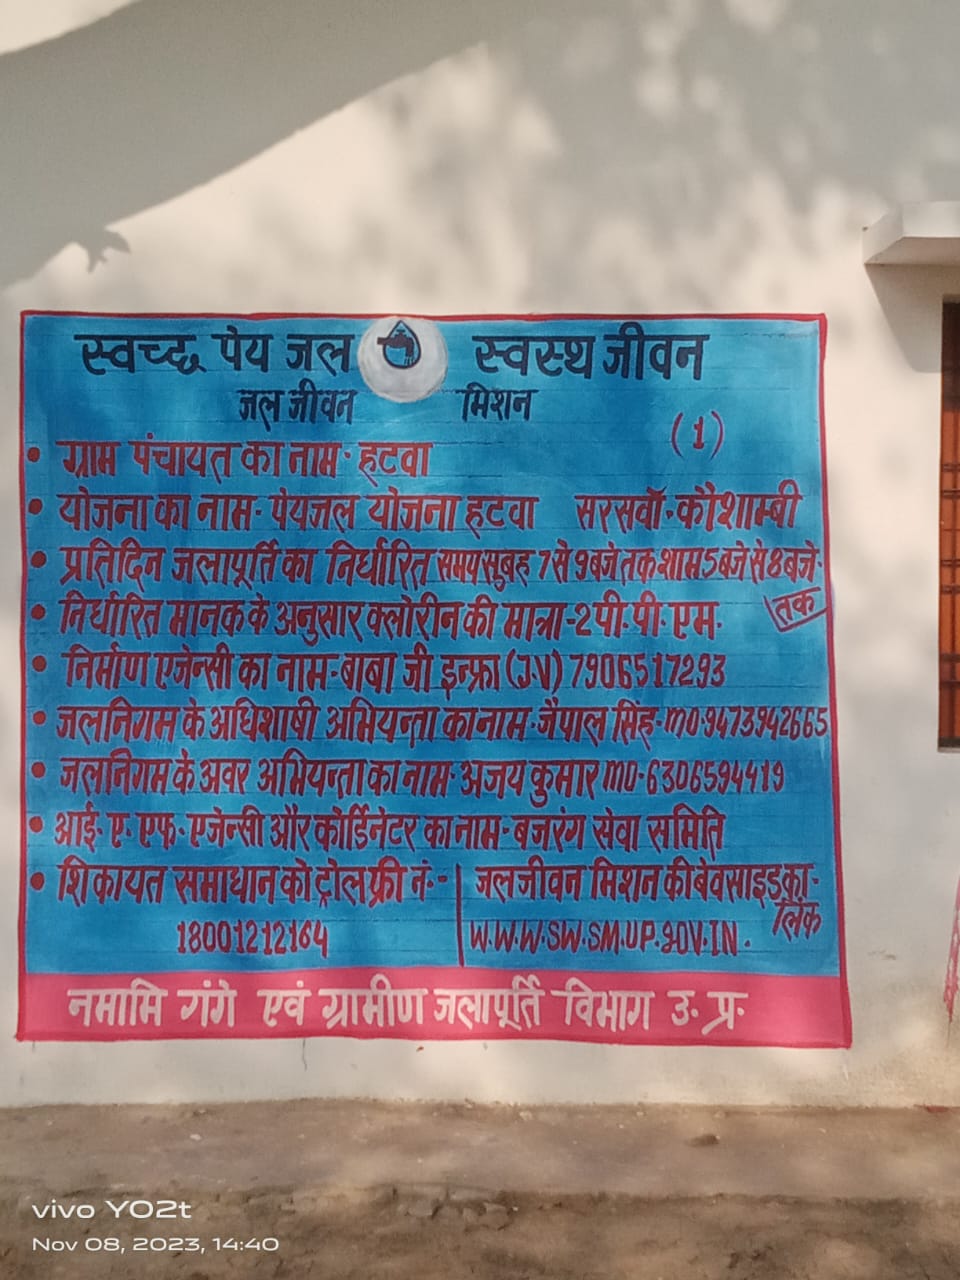 स्वच्छ पेय जल स्वस्थ जीवन
जल जीवन मिशन
(1)
• ग्राम पंचायत का नाम- हटवा
• योजना का नाम- पेयजल योजना हटवा सरसवाँ-कौशाम्बी
• प्रतिदिन जलापूर्ति का निर्धारित समय सुबह 7 से 9 बजे तक शाम 5 बजे से 8 बजे-
तक
• निर्धारित मानक के अनुसार क्लोरीन की मात्रा-2 पी.पी.एम.
• निर्माण एजेन्सी का नाम-बाबा जी इन्फ्रा (J.V) 7906517293
• जलनिगम के अधिशाषी अभियन्ता का नाम-जैपाल सिंह-mo-9473942665
• जलनिगम के अवर अभियन्ता का नाम-अजय कुमार mo-6306594419
• आई.ए.एफ.एजेन्सी और कोर्डिनेटर का नाम-बजरंग सेवा समिति
• शिकायत समाधान को ट्रोल फ्री नं:-
18001212164
जल जीवन मिशन की बेवसाइड का-
लिंक
W.W.W.SW.SM.UP.GOV.IN.
नमामि गंगे एवं ग्रामीण जलापूर्ति विभाग उ.प्र.
vivo Y02t
Nov 08, 2023, 14:40